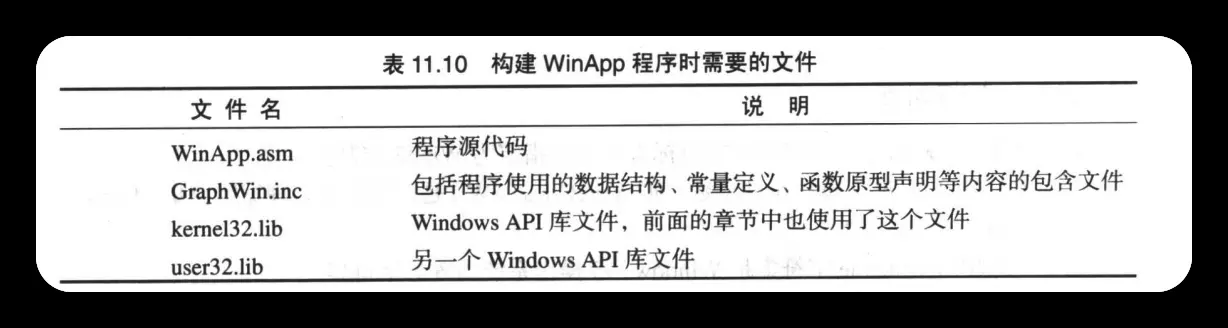 表 11.10 构建 WinApp 程序时需要的文件
文件名 说明
WinApp.asm 程序源代码
GraphWin.inc 包括程序使用的数据结构、常量定义、函数原型声明等内容的包含文件
kernel32.lib Windows API 库文件，前面的章节中也使用了这个文件
user32.lib 另一个 Windows API 库文件